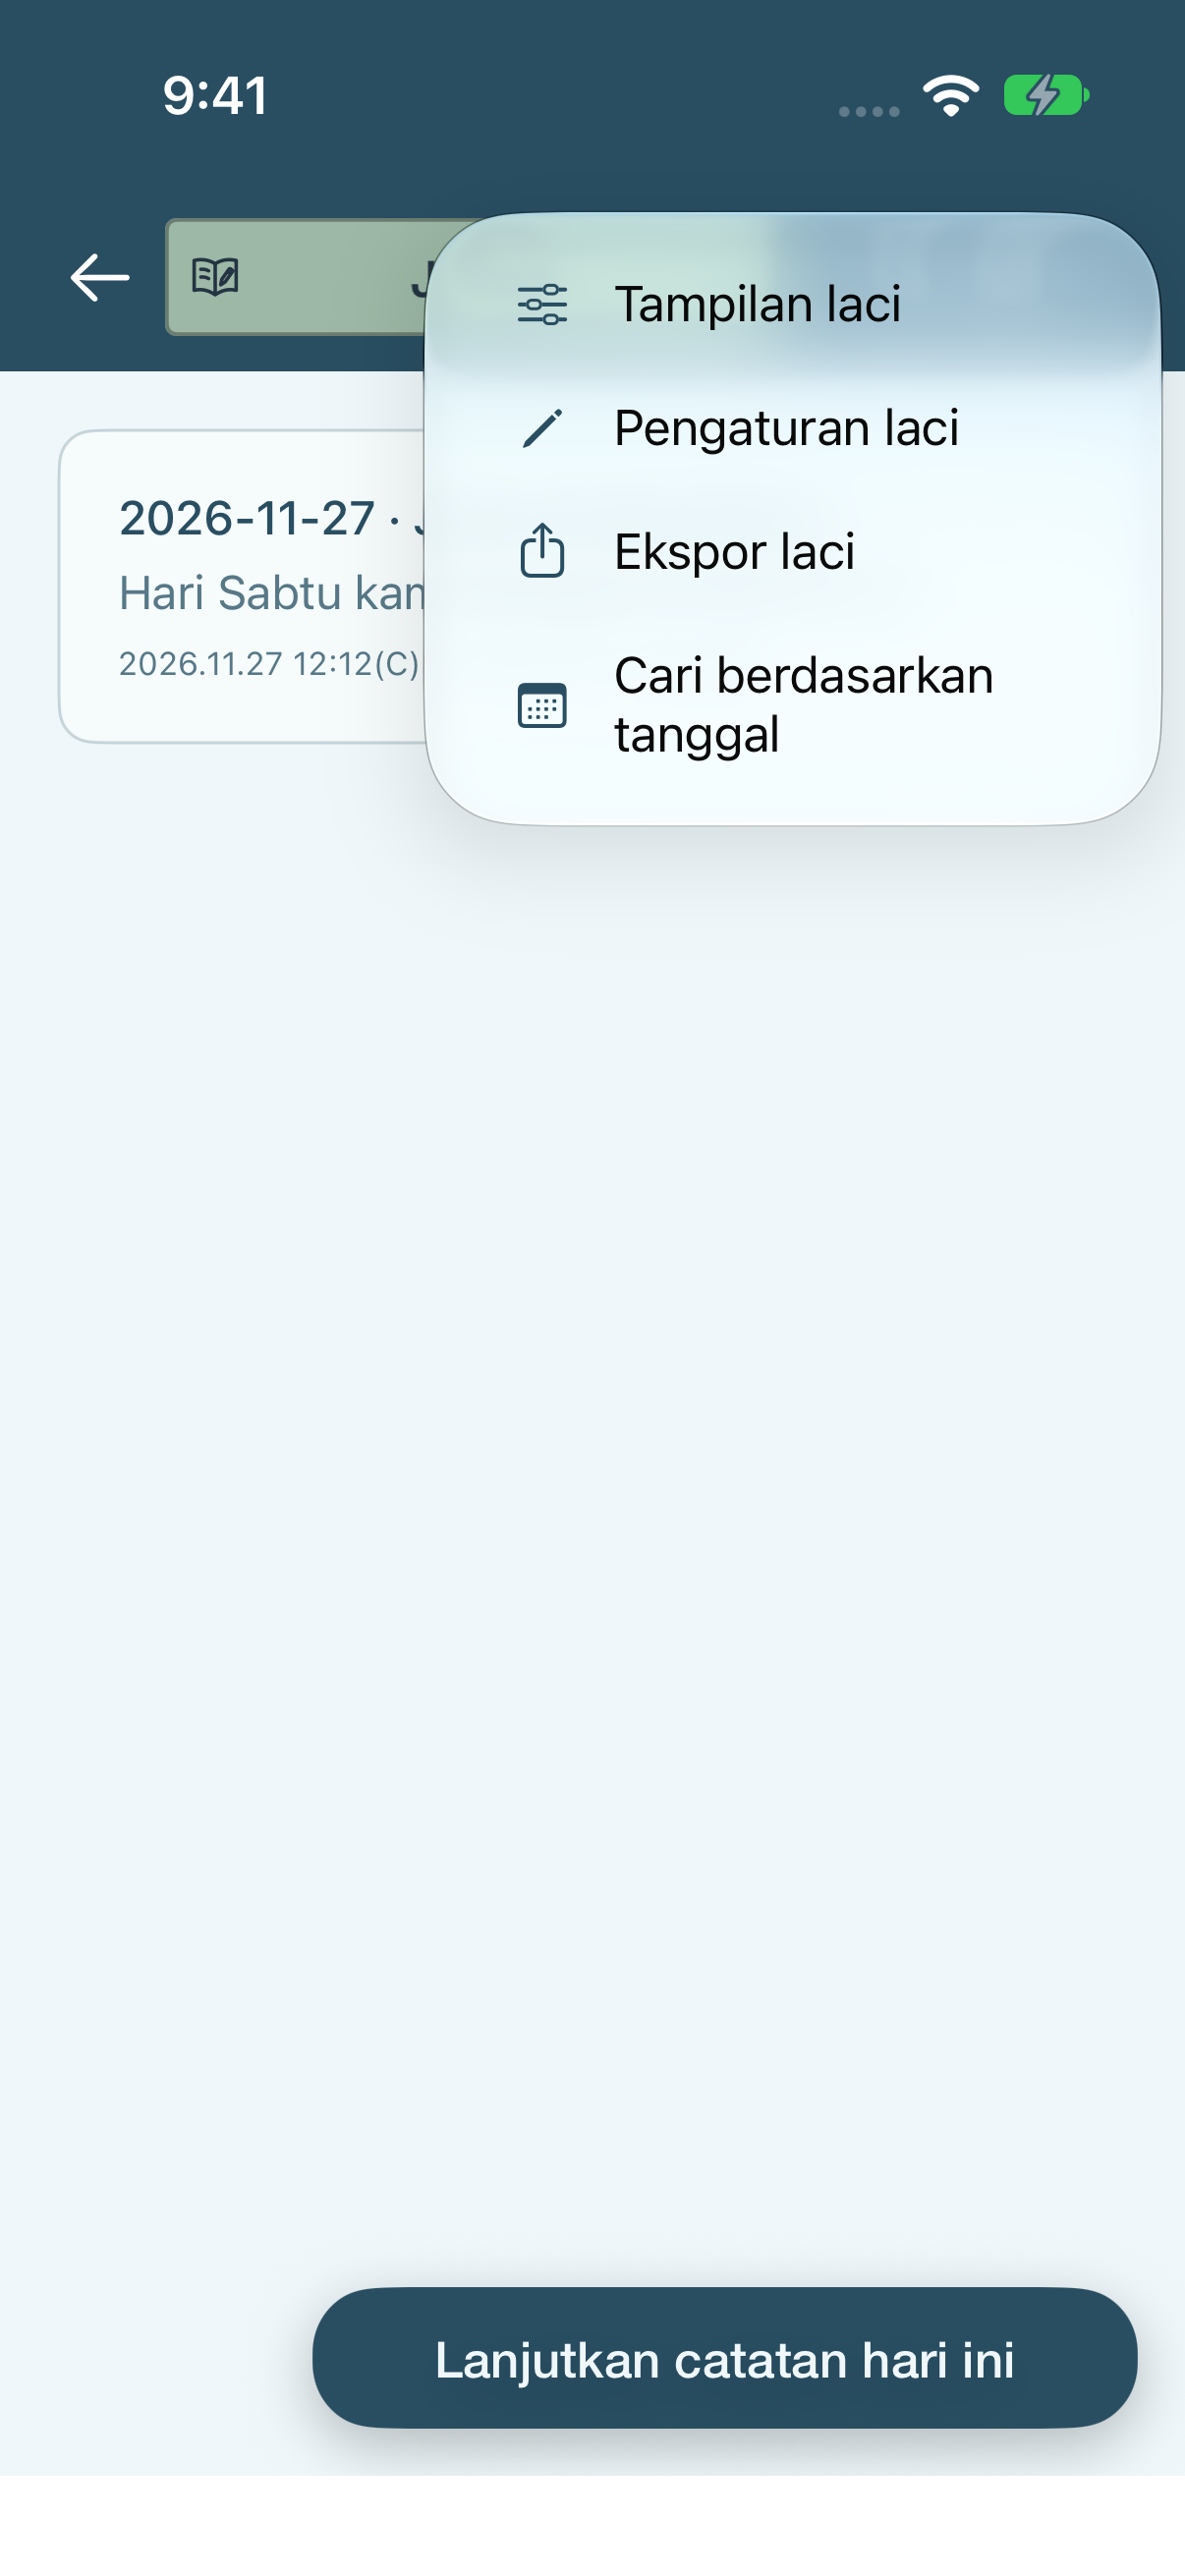 9:41
Tampilan laci
Pengaturan laci
Ekspor laci
Cari berdasarkan
tanggal
2026-11-27 ·
Hari Sabtu
2026.11.27 12:12(C)
Lanjutkan catatan hari ini